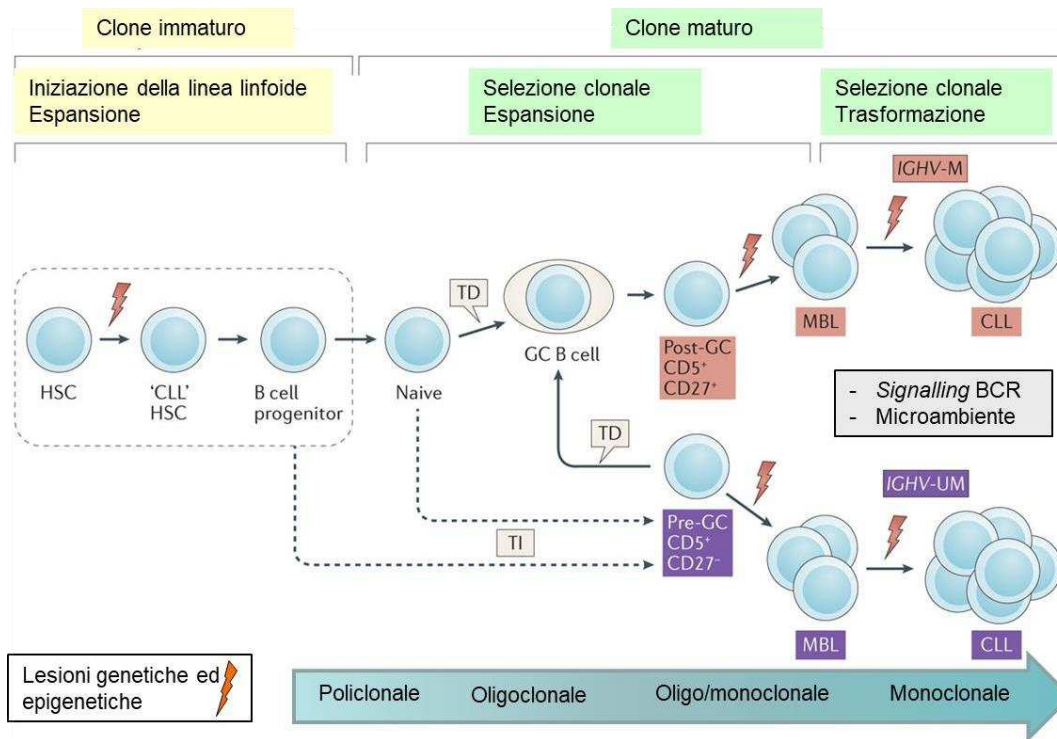 Clone immaturo
Clone maturo
Iniziazione della linea linfoide
Espansione
Selezione clonale
Espansione
Selezione clonale
Trasformazione
IGHV-M
TD
MBL
CLL
HSC
'CLL'
HSC
B cell
progenitor
Naive
GC B cell
Post-GC
CD5⁺
CD27⁺
- Signalling BCR
- Microambiente
TD
IGHV-UM
TI
Pre-GC
CD5⁺
CD27⁻
MBL
CLL
Lesioni genetiche ed
epigenetiche
Policlonale
Oligoclonale
Oligo/monoclonale
Monoclonale